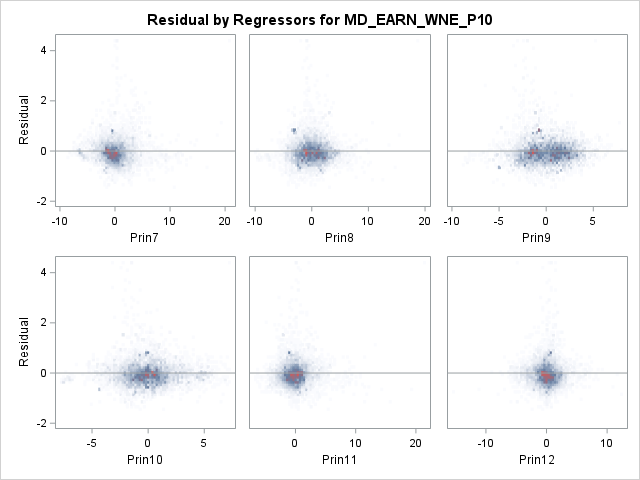 Residual by Regressors for MD_EARN_WNE_P10
4
2
0
-2
Residual
-10 0 10 20
Prin7
-10 0 10 20
Prin8
-10 -5 0 5
Prin9
4
2
0
-2
Residual
-5 0 5
Prin10
0 10 20
Prin11
-10 0 10
Prin12